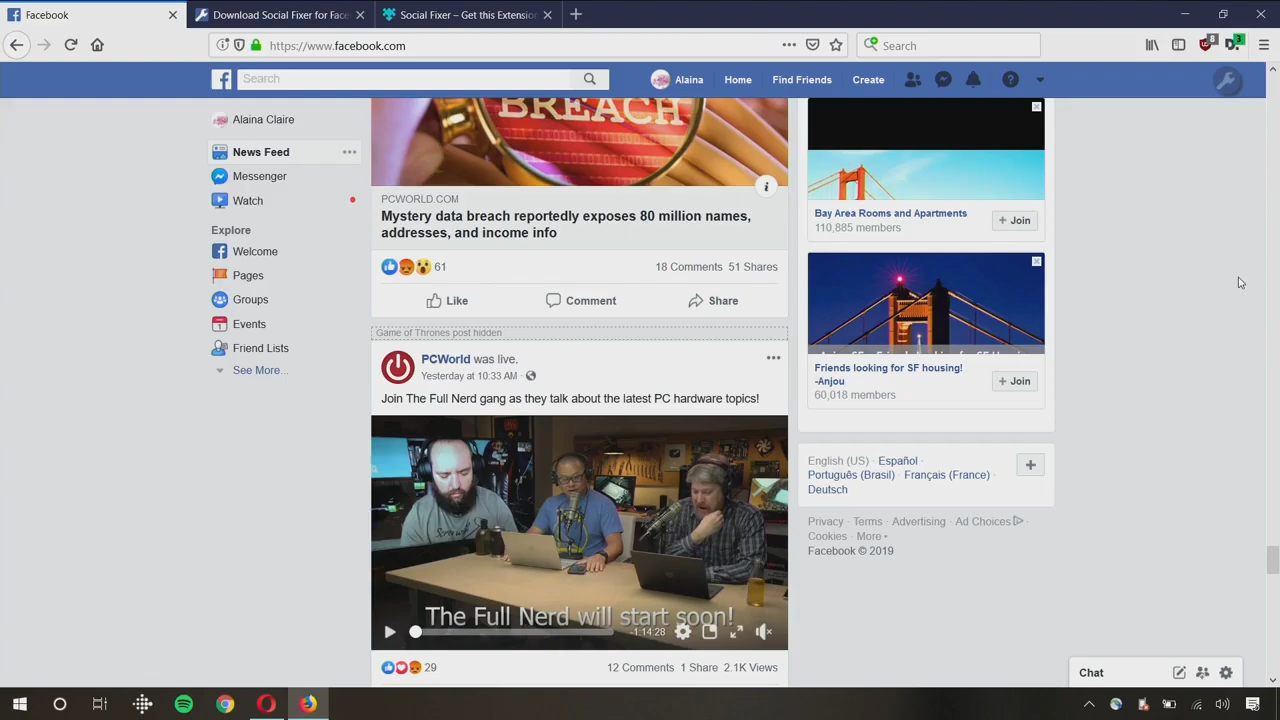 Facebook
Download Social Fixer for Face
Social Fixer – Get this Extension
https://www.facebook.com
Search
8
3
Search
Alaina
Home
Find Friends
Create
Alaina Claire
News Feed
Messenger
Watch
Explore
Welcome
Pages
Groups
Events
Friend Lists
See More...
BREACH
PCWORLD.COM
Mystery data breach reportedly exposes 80 million names,
addresses, and income info
61
18 Comments 51 Shares
Like
Comment
Share
Game of Thrones post hidden
PCWorld was live.
Yesterday at 10:33 AM ·
Join The Full Nerd gang as they talk about the latest PC hardware topics!
The Full Nerd will start soon!
-1:14:28
29
12 Comments 1 Share 2.1K Views
Bay Area Rooms and Apartments
110,885 members
+ Join
Friends looking for SF housing!
-Anjou
60,018 members
+ Join
English (US) · Español ·
Português (Brasil) · Français (France) ·
Deutsch
Privacy · Terms · Advertising · Ad Choices ·
Cookies · More
Facebook © 2019
Chat